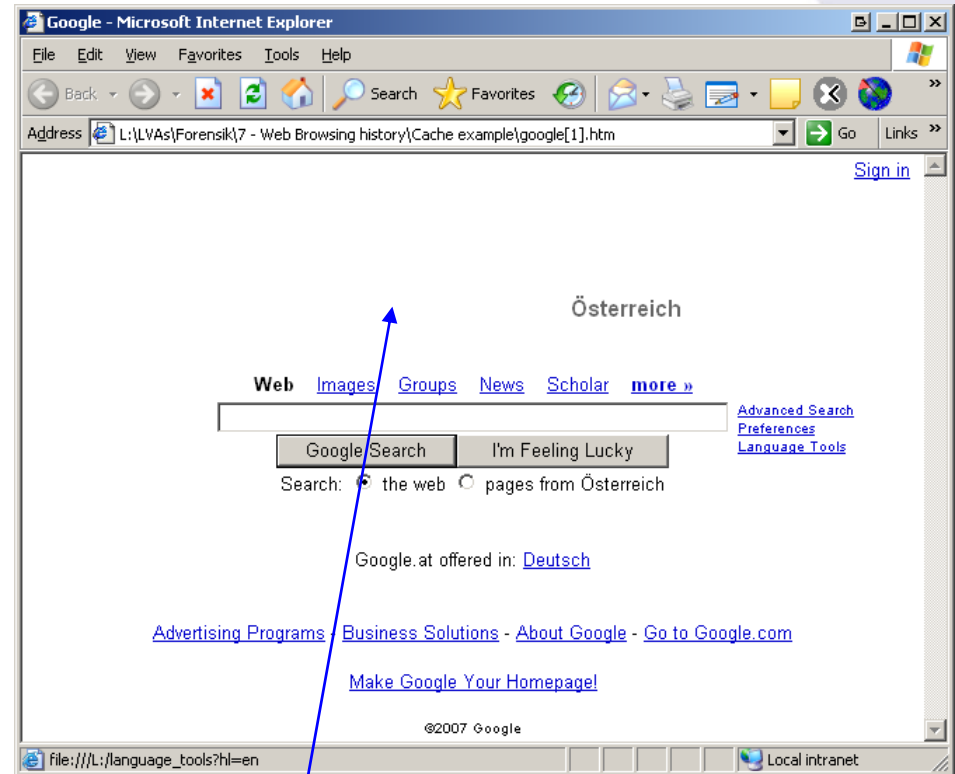 Google - Microsoft Internet Explorer
File Edit View Favorites Tools Help
Back Search Favorites »
Address L:\LVAs\Forensik\7 - Web Browsing history\Cache example\google[1].htm Go Links »
Sign in
Österreich
Web Images Groups News Scholar more »
Advanced Search
Preferences
Language Tools
Google Search I'm Feeling Lucky
Search: the web pages from Österreich
Google.at offered in: Deutsch
Advertising Programs - Business Solutions - About Google - Go to Google.com
Make Google Your Homepage!
©2007 Google
file:///L:/language_tools?hl=en Local intranet